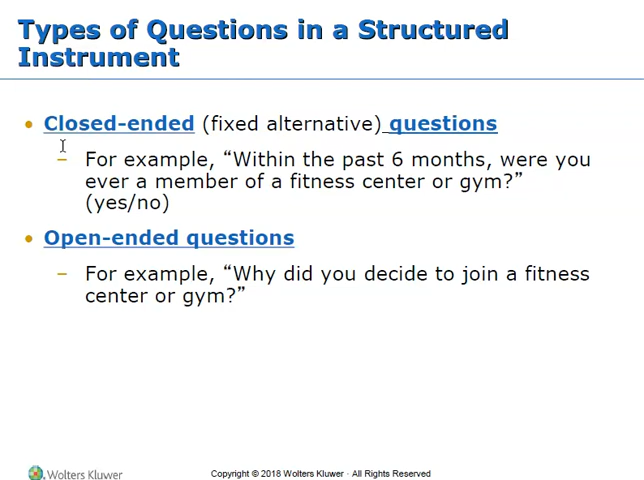 Types of Questions in a Structured
Instrument
• Closed-ended (fixed alternative) questions
– For example, “Within the past 6 months, were you
ever a member of a fitness center or gym?”
(yes/no)
• Open-ended questions
– For example, “Why did you decide to join a fitness
center or gym?”
Wolters Kluwer
Copyright © 2018 Wolters Kluwer · All Rights Reserved